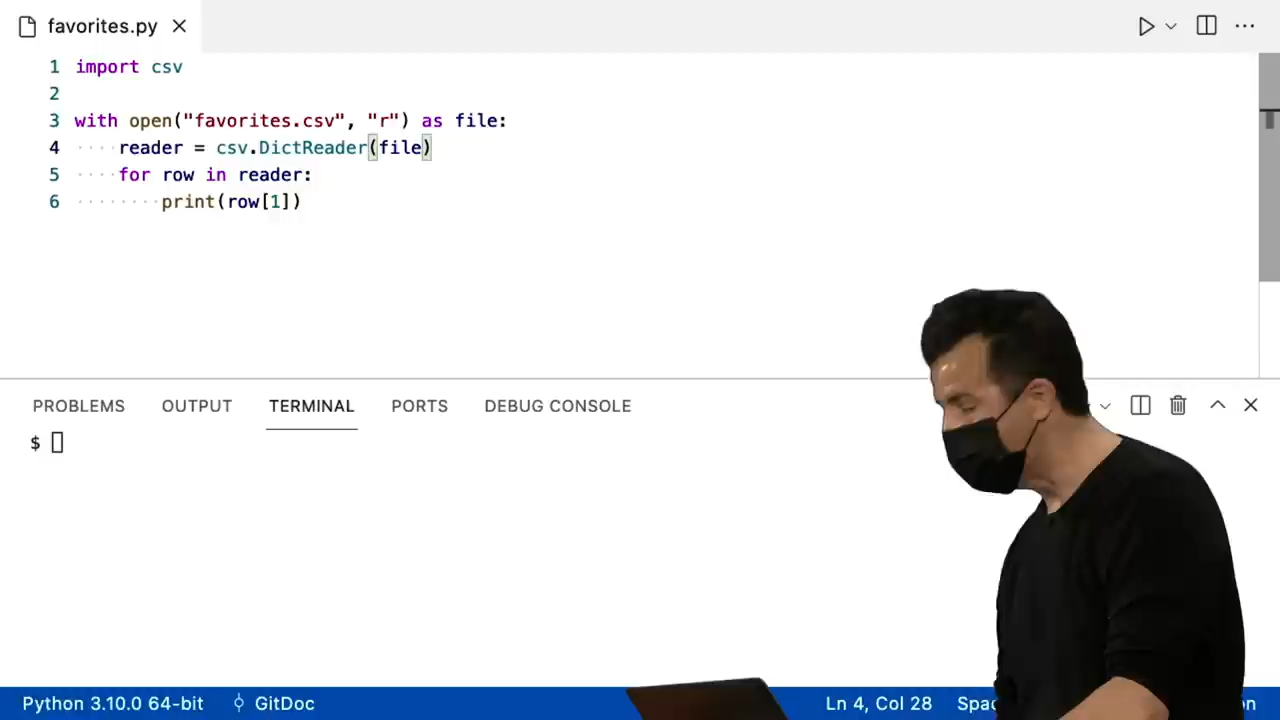 favorites.py
1 import csv
2
3 with open("favorites.csv", "r") as file:
4 ····reader = csv.DictReader(file)
5 ····for row in reader:
6 ········print(row[1])
PROBLEMS OUTPUT TERMINAL PORTS DEBUG CONSOLE
$
Python 3.10.0 64-bit GitDoc Ln 4, Col 28